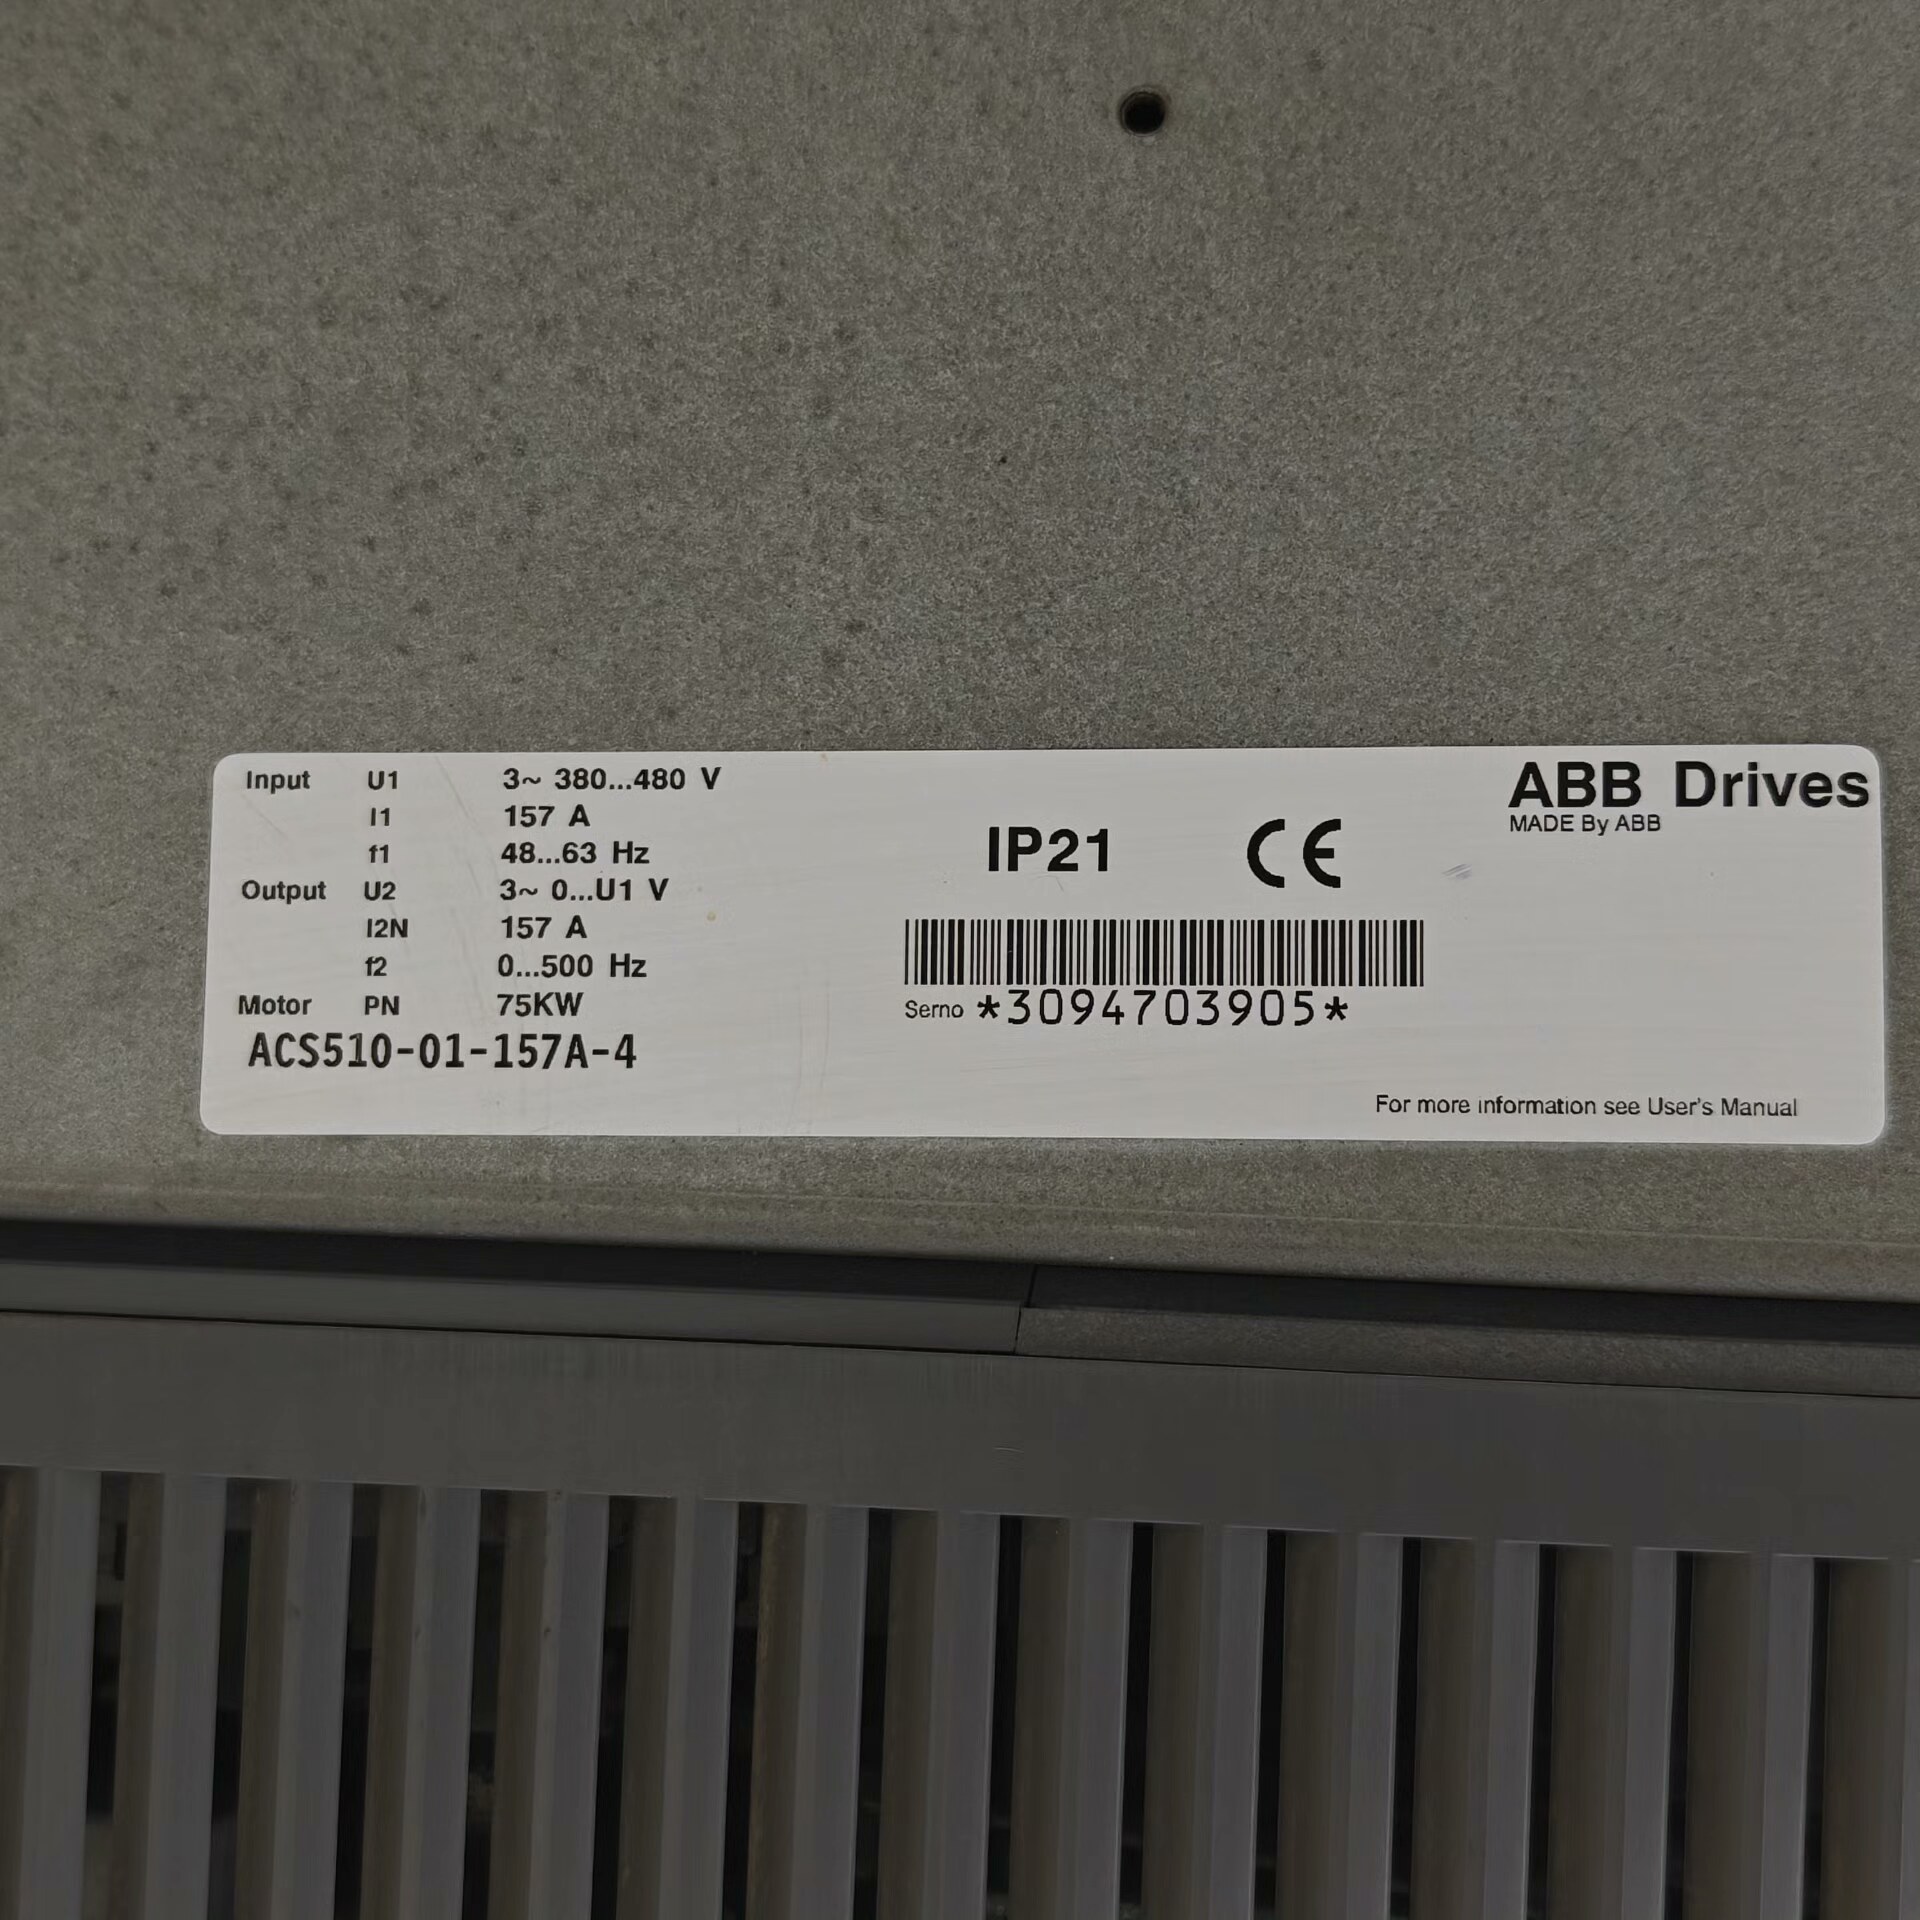 Input U1 3~ 380...480 V
I1 157 A
f1 48...63 Hz
Output U2 3~ 0...U1 V
I2N 157 A
f2 0...500 Hz
Motor PN 75KW
ACS510-01-157A-4
IP21 CE
Serno *3094703905*
ABB Drives
MADE By ABB
For more information see User's Manual